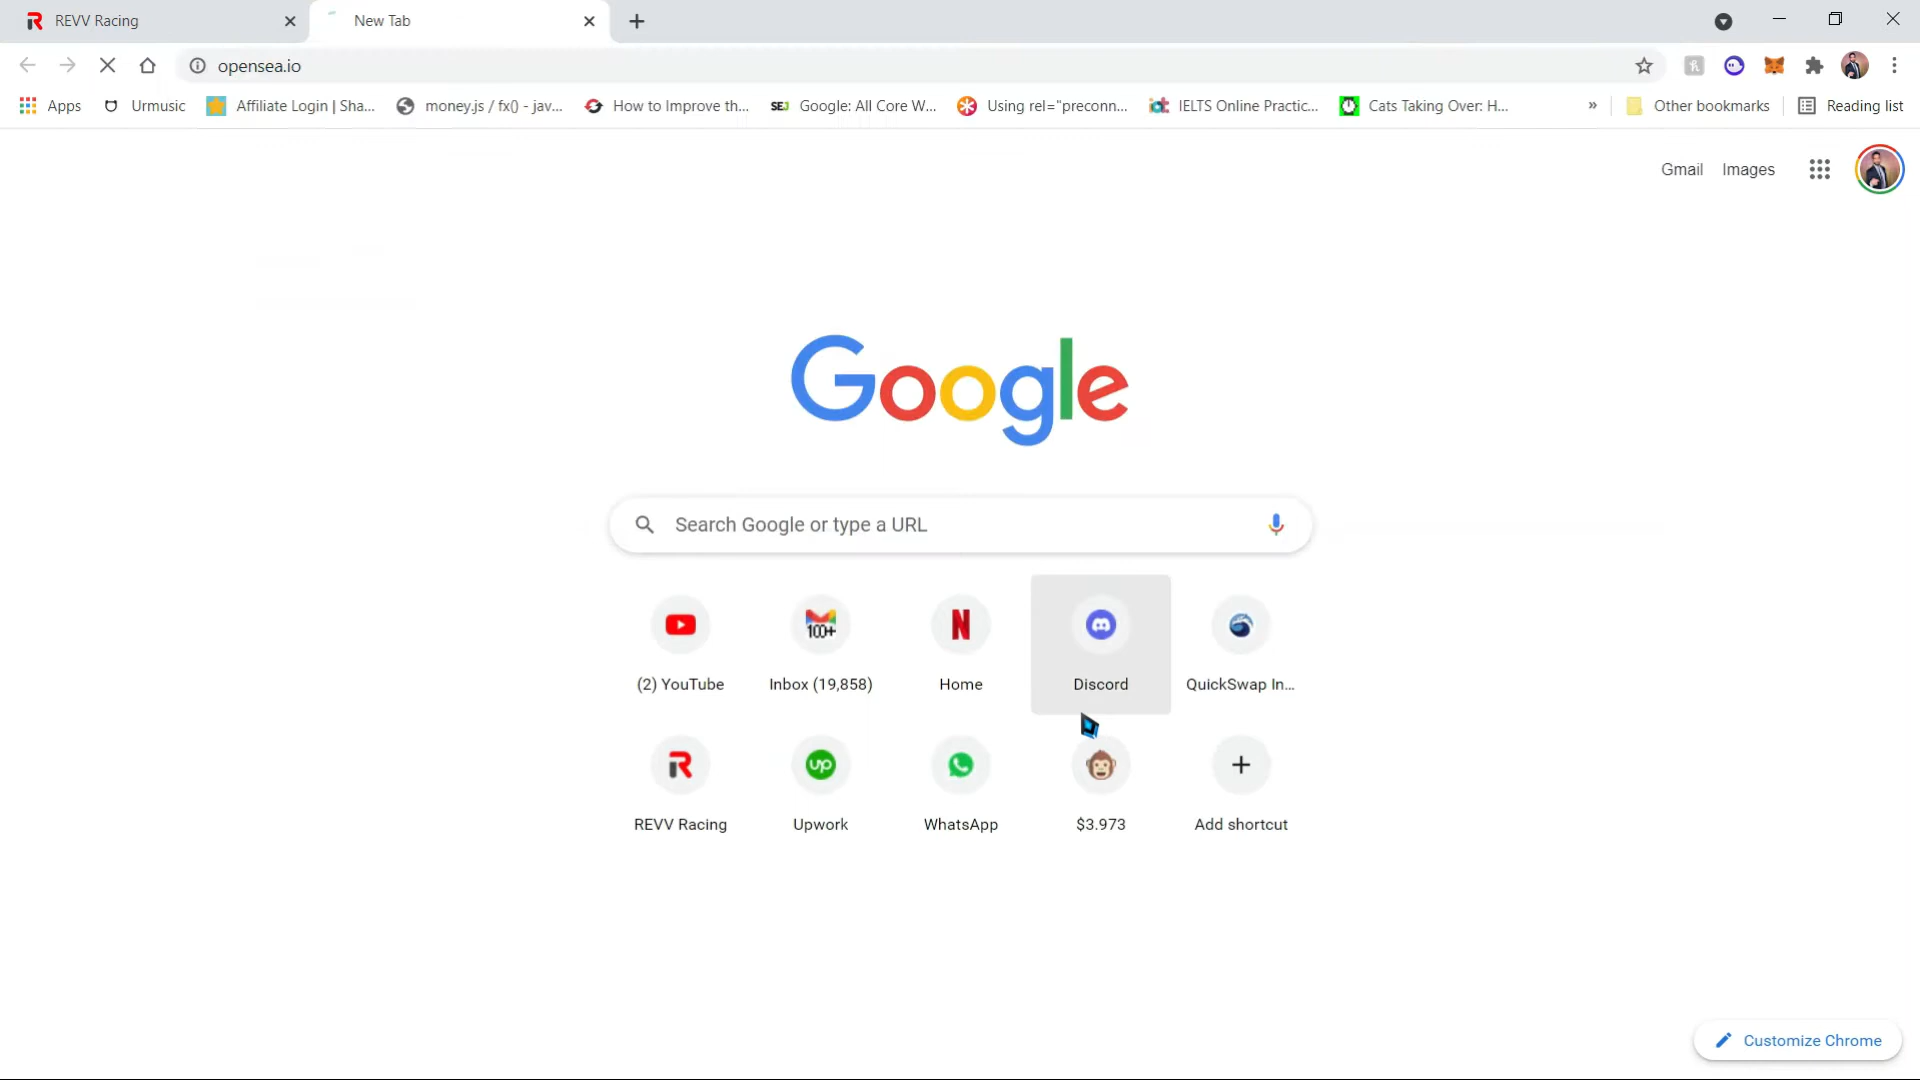 REVV Racing
New Tab
opensea.io
Apps
Urmusic
Affiliate Login | Sha...
money.js / fx() - jav...
How to Improve th...
SEJ Google: All Core W...
Using rel="preconn...
IELTS Online Practic...
Cats Taking Over: H...
»
Other bookmarks
Reading list
Gmail Images
Google
Search Google or type a URL
100+
(2) YouTube
Inbox (19,858)
Home
Discord
QuickSwap In...
up
REVV Racing
Upwork
WhatsApp
$3.973
Add shortcut
Customize Chrome